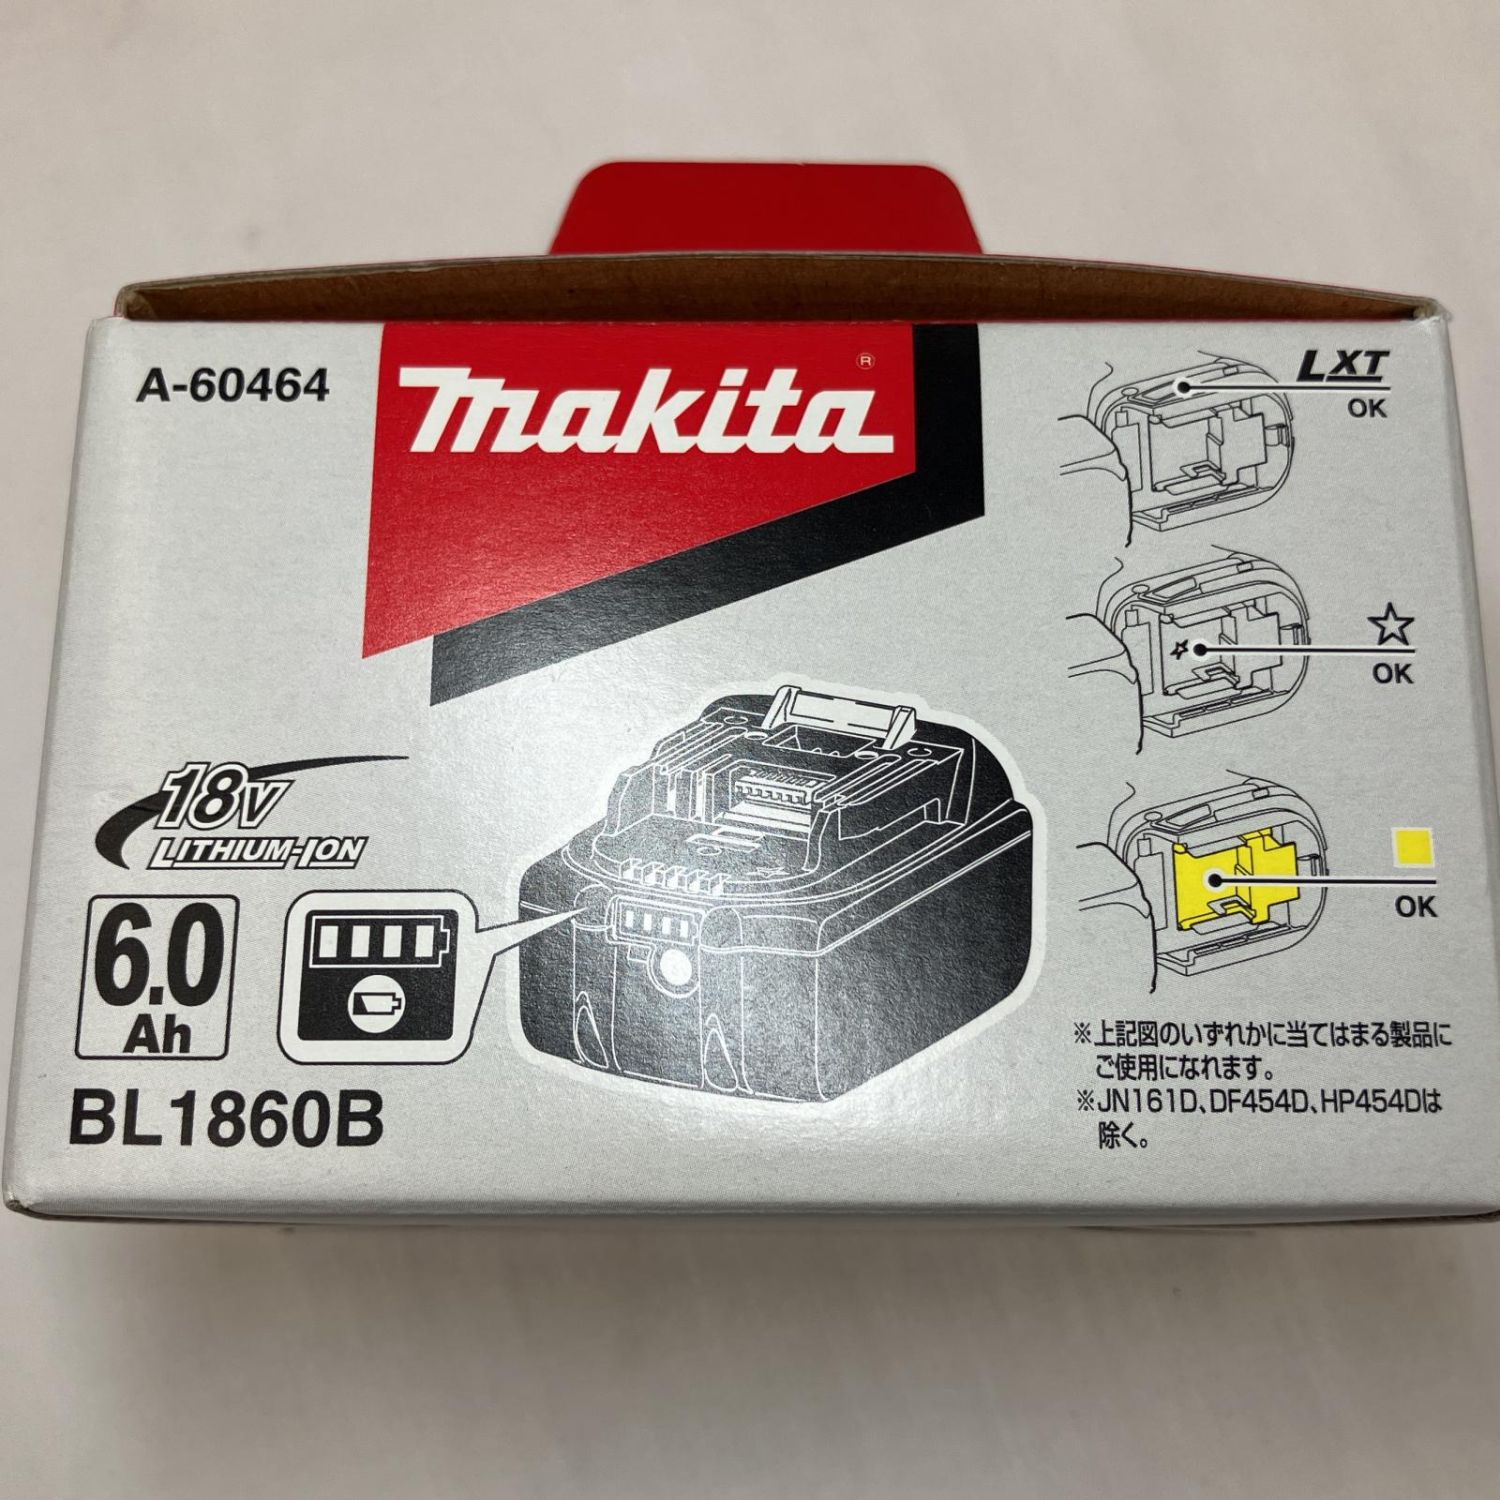 A-60464
makita®
LXT
OK
☆
OK
OK
18V
LITHIUM-ION
6.0
Ah
BL1860B
※上記図のいずれかに当てはまる製品に
ご使用になれます。
※JN161D、DF454D、HP454Dは
除く。